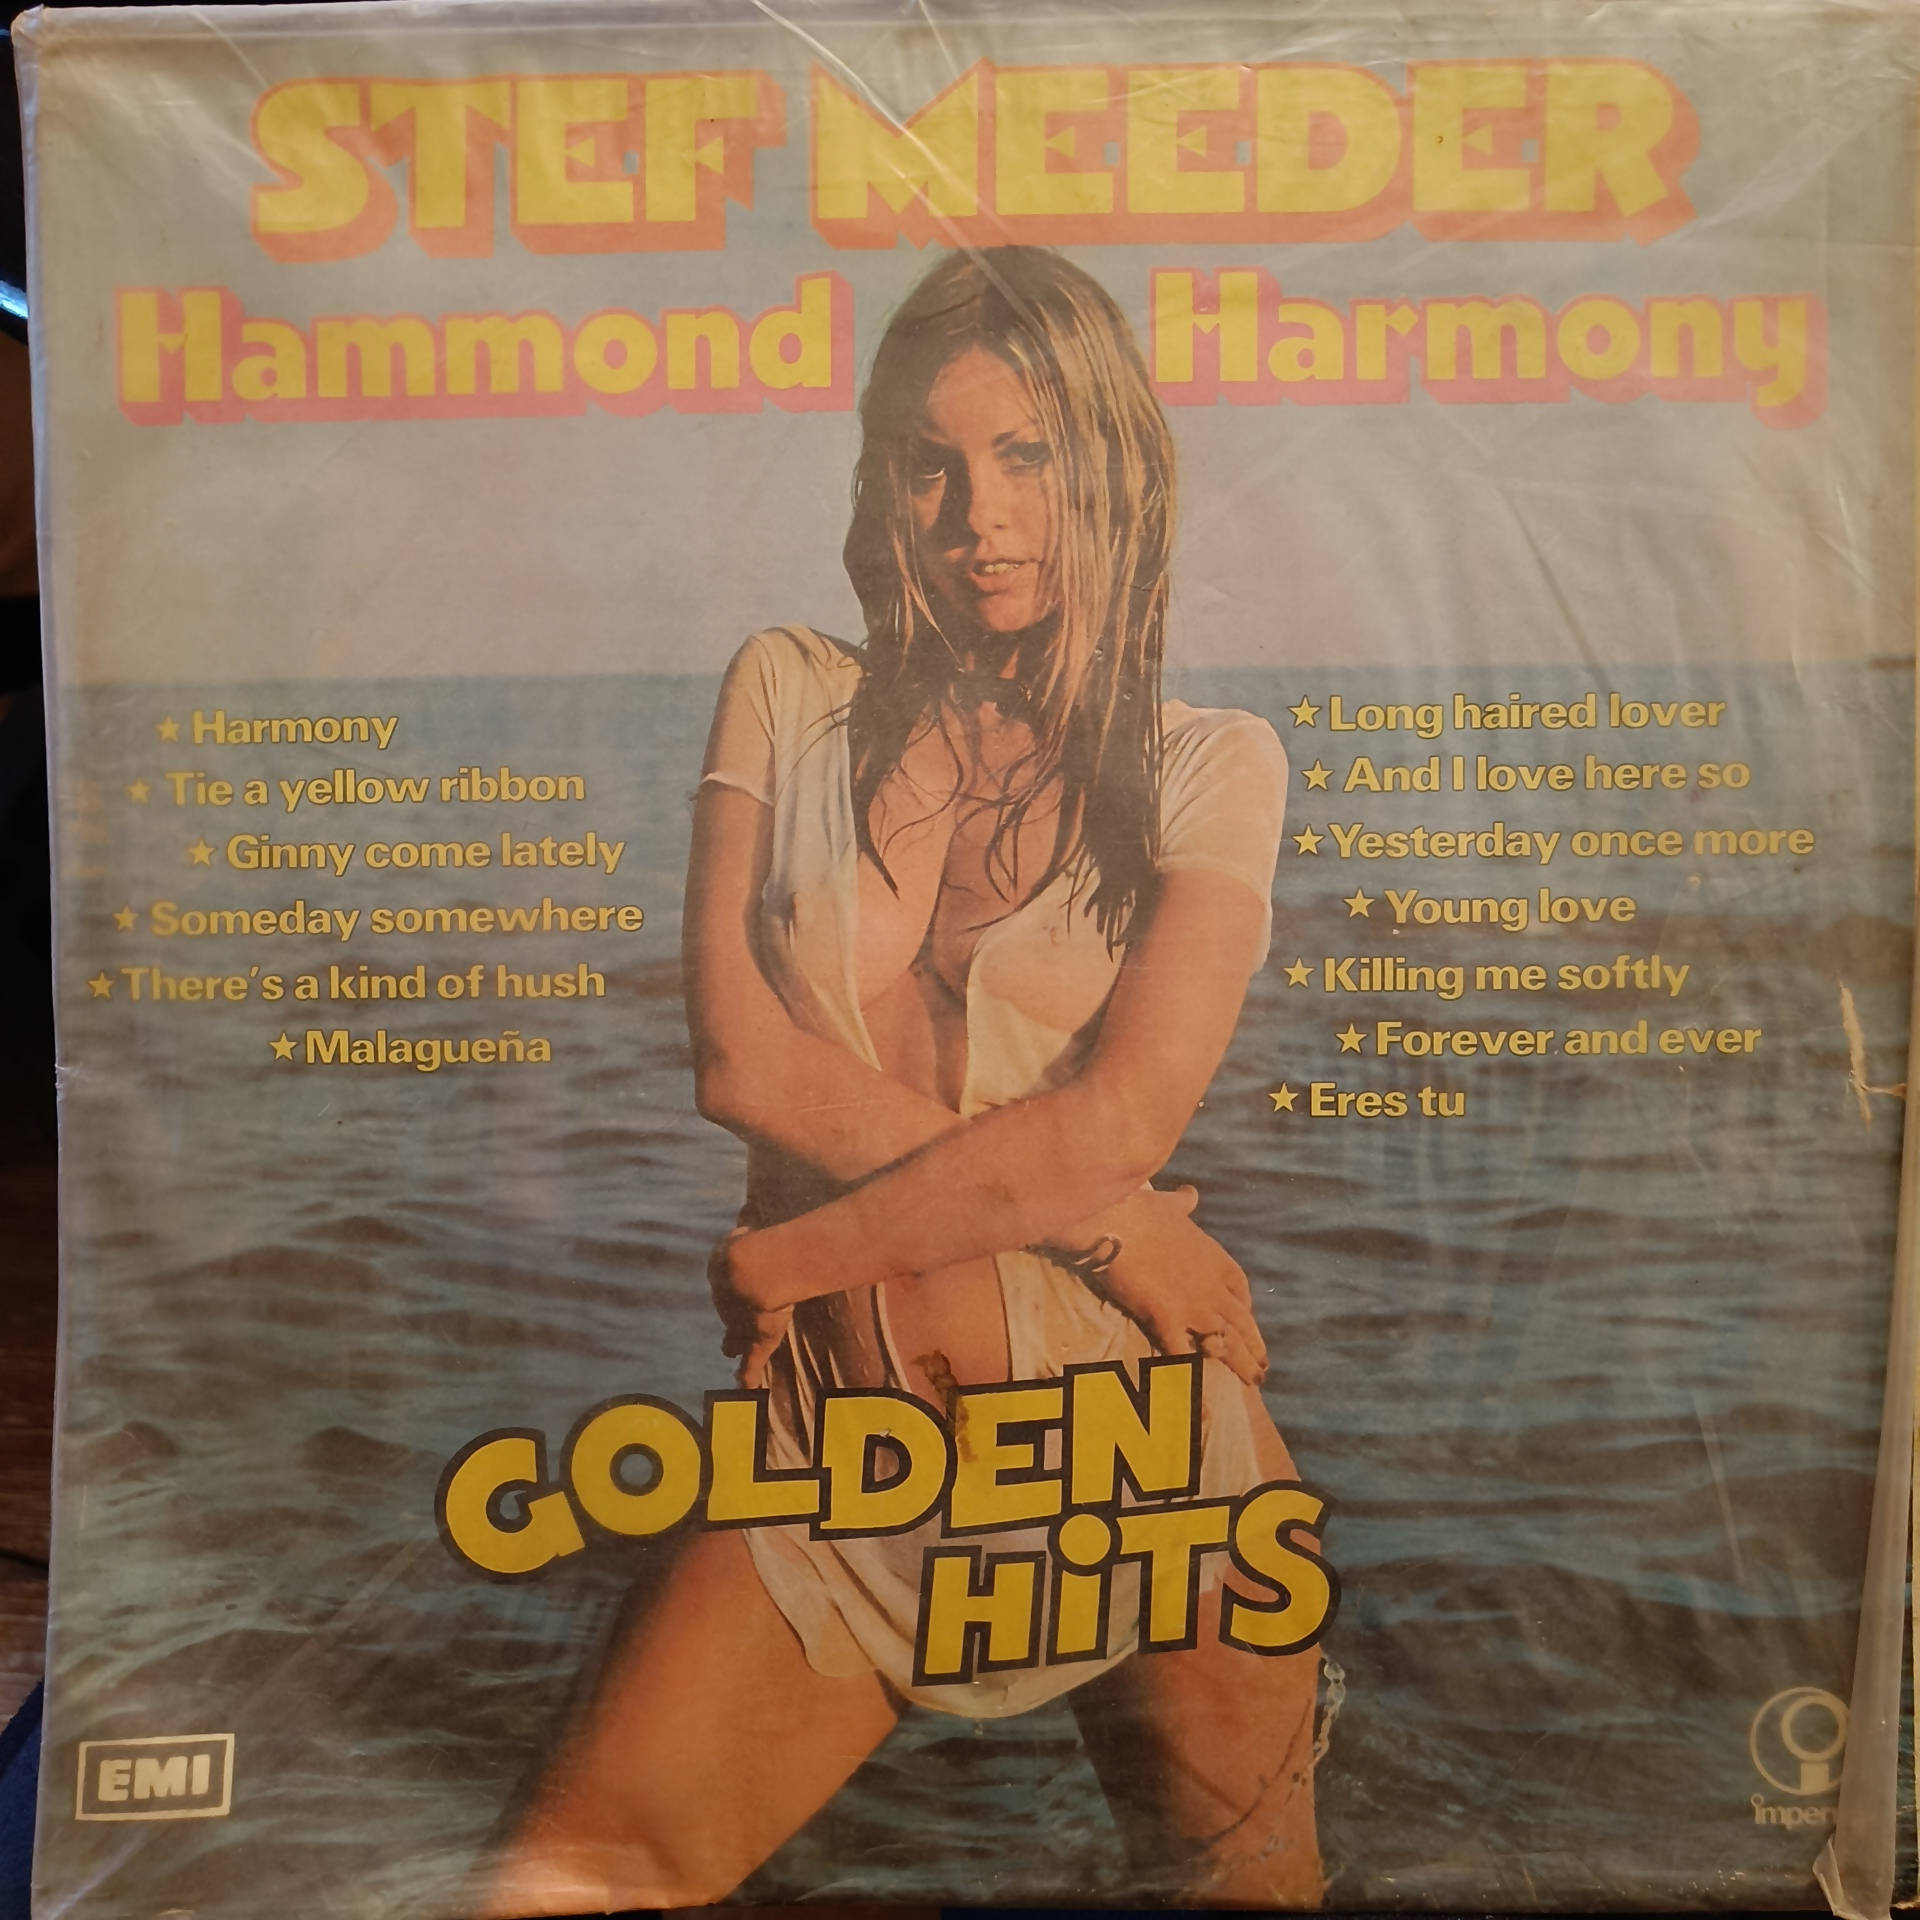 STEF MEEDER
Hammond Harmony
★ Harmony
★ Tie a yellow ribbon
★ Ginny come lately
★ Someday somewhere
★ There's a kind of hush
★ Malagueña
★ Long haired lover
★ And I love here so
★ Yesterday once more
★ Young love
★ Killing me softly
★ Forever and ever
★ Eres tu
GOLDEN
HiTS
EMI